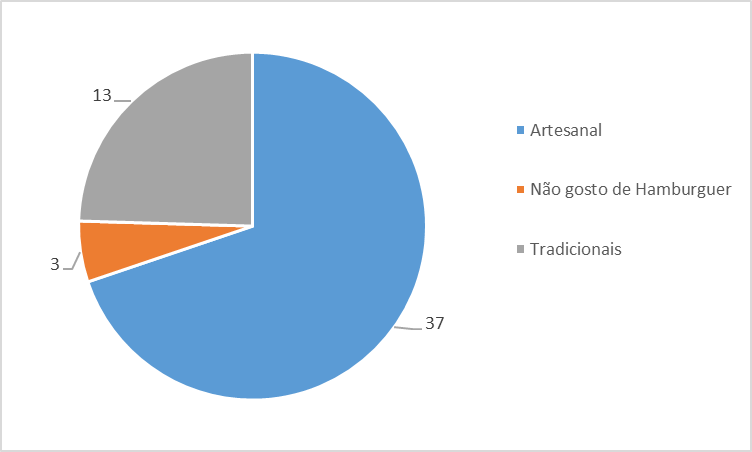 13
3
37
Artesanal
Não gosto de Hamburguer
Tradicionais